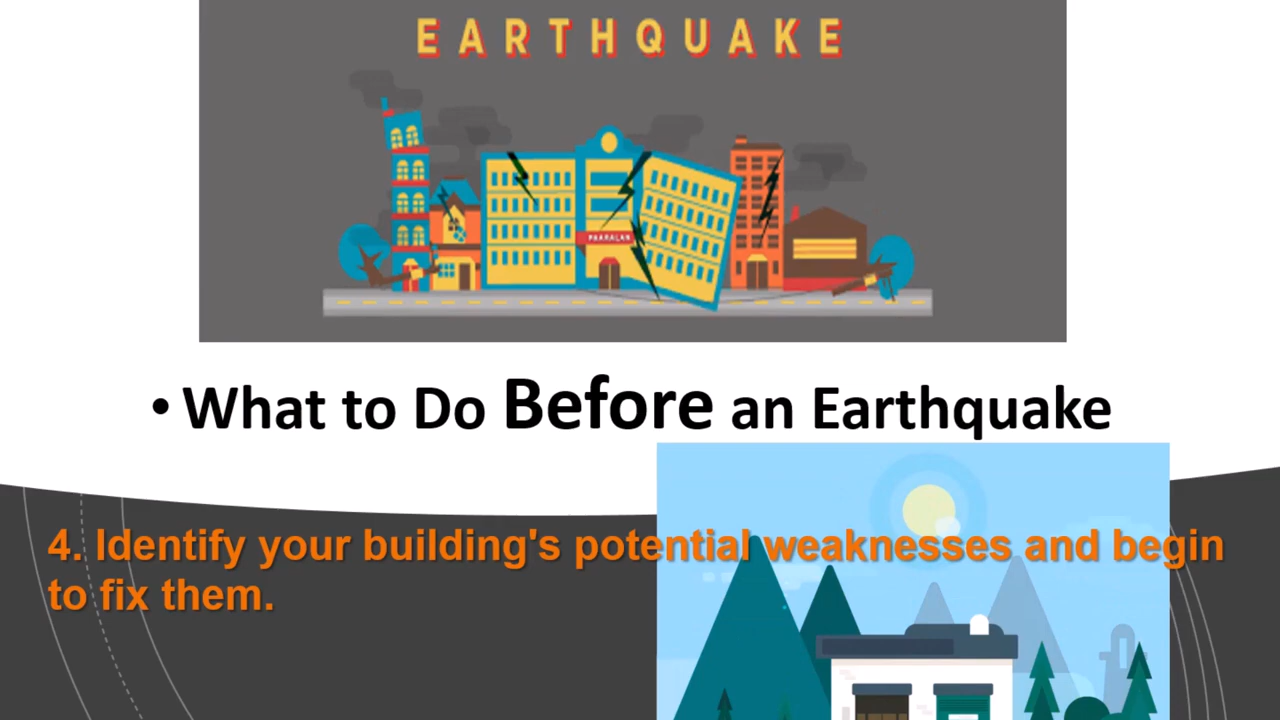 EARTHQUAKE
PAARALAN
• What to Do Before an Earthquake
4. Identify your building's potential weaknesses and begin
to fix them.